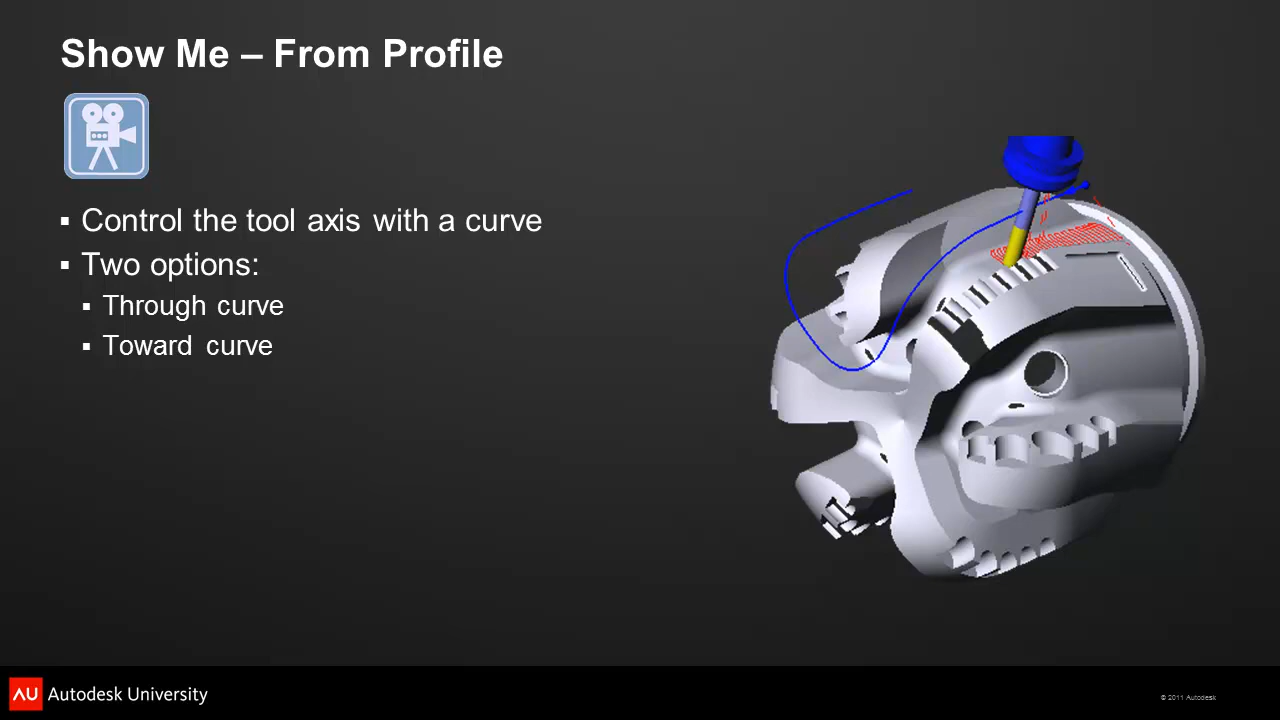 Show Me – From Profile
▪ Control the tool axis with a curve
▪ Two options:
▪ Through curve
▪ Toward curve
AU Autodesk University
© 2011 Autodesk